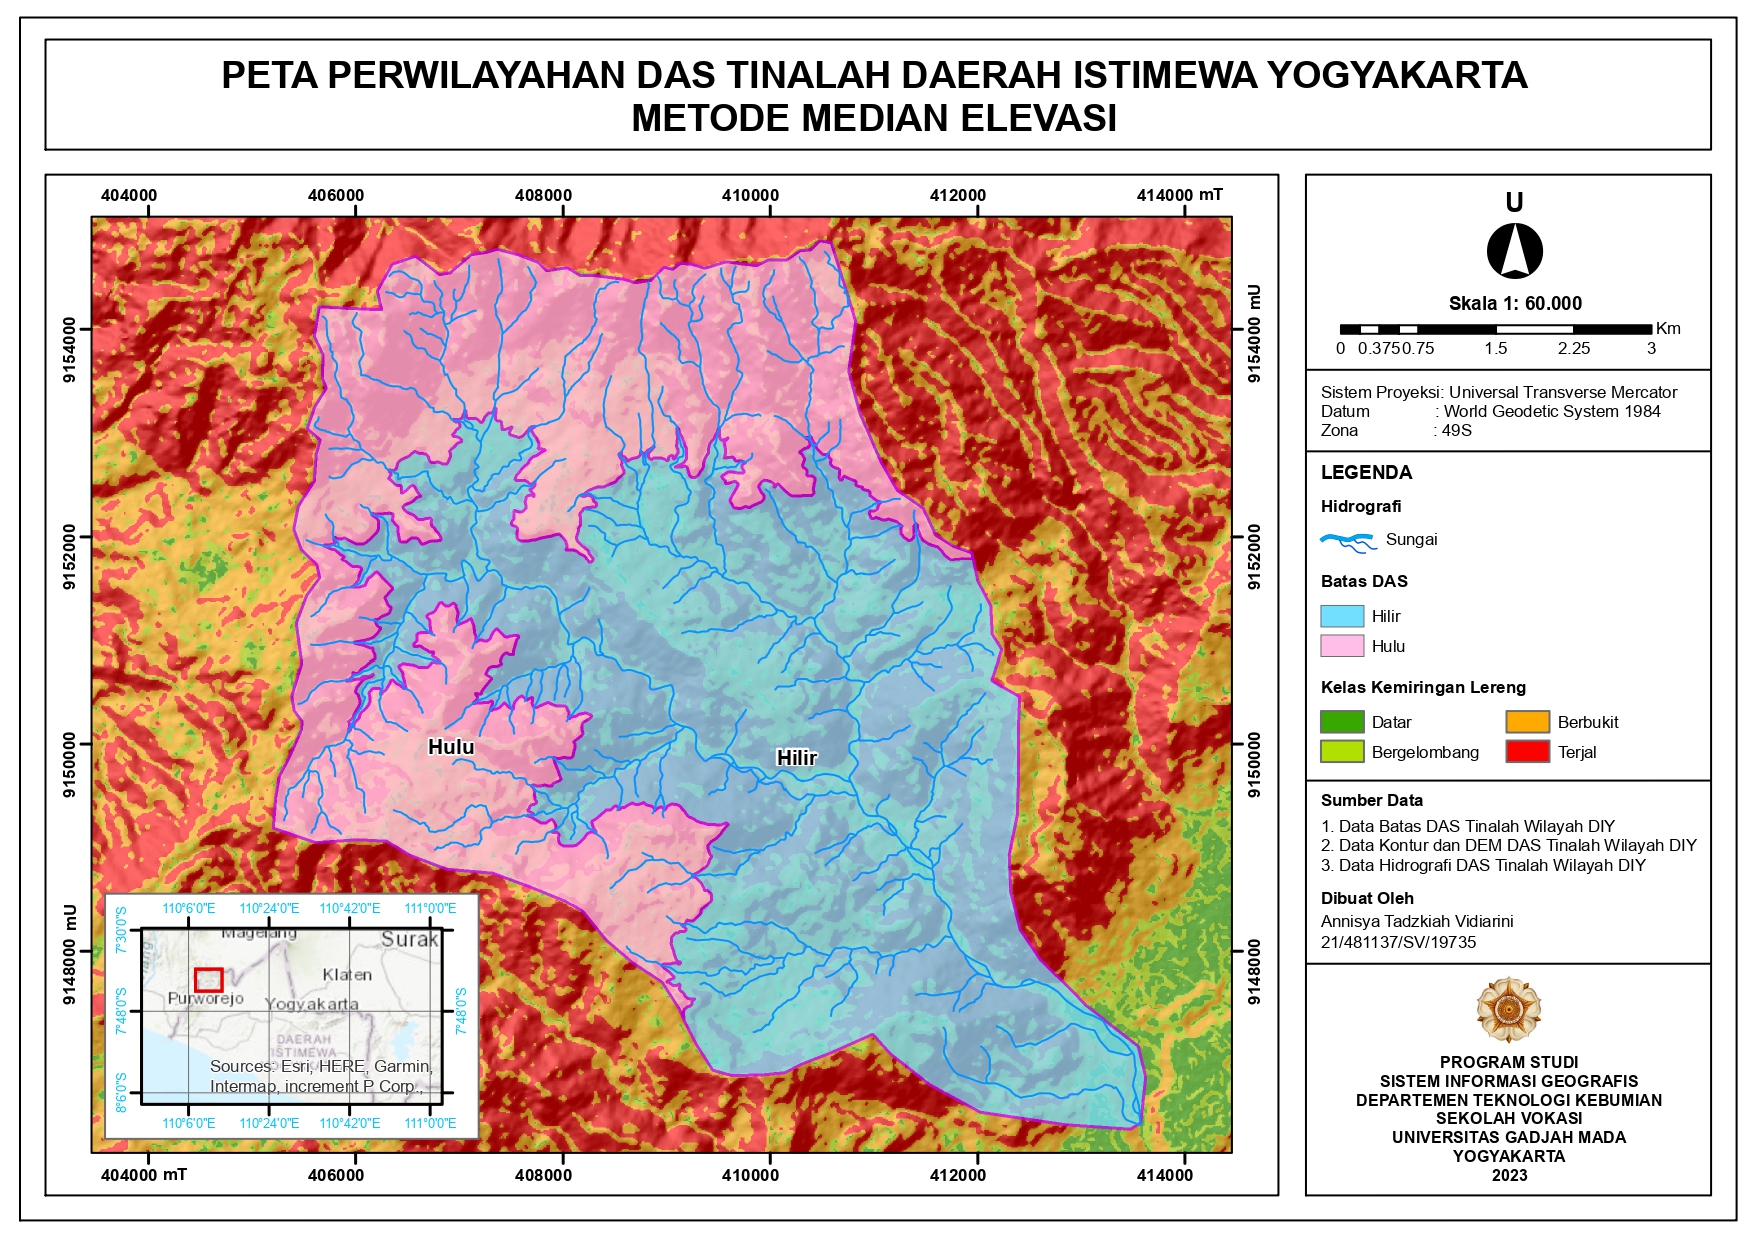 PETA PERWILAYAHAN DAS TINALAH DAERAH ISTIMEWA YOGYAKARTA
METODE MEDIAN ELEVASI
404000 406000 408000 410000 412000 414000 mT
9154000
9152000
9150000
9148000 mU
9154000 mU
9152000
9150000
9148000
Hulu
Hilir
110°6'0"E 110°24'0"E 110°42'0"E 111°0'0"E
7°30'0"S
7°48'0"S
8°6'0"S
7°48'0"S
Magelang
Surak
Klaten
Purworejo
Yogyakarta
DAERAH
ISTIMEWA
Sources: Esri, HERE, Garmin,
Intermap, increment P Corp.,
110°6'0"E 110°24'0"E 110°42'0"E 111°0'0"E
404000 mT 406000 408000 410000 412000 414000
U
Skala 1: 60.000
Km
0 0.375 0.75 1.5 2.25 3
Sistem Proyeksi: Universal Transverse Mercator
Datum : World Geodetic System 1984
Zona : 49S
LEGENDA
Hidrografi
Sungai
Batas DAS
Hilir
Hulu
Kelas Kemiringan Lereng
Datar Berbukit
Bergelombang Terjal
Sumber Data
1. Data Batas DAS Tinalah Wilayah DIY
2. Data Kontur dan DEM DAS Tinalah Wilayah DIY
3. Data Hidrografi DAS Tinalah Wilayah DIY
Dibuat Oleh
Annisya Tadzkiah Vidiarini
21/481137/SV/19735
PROGRAM STUDI
SISTEM INFORMASI GEOGRAFIS
DEPARTEMEN TEKNOLOGI KEBUMIAN
SEKOLAH VOKASI
UNIVERSITAS GADJAH MADA
YOGYAKARTA
2023